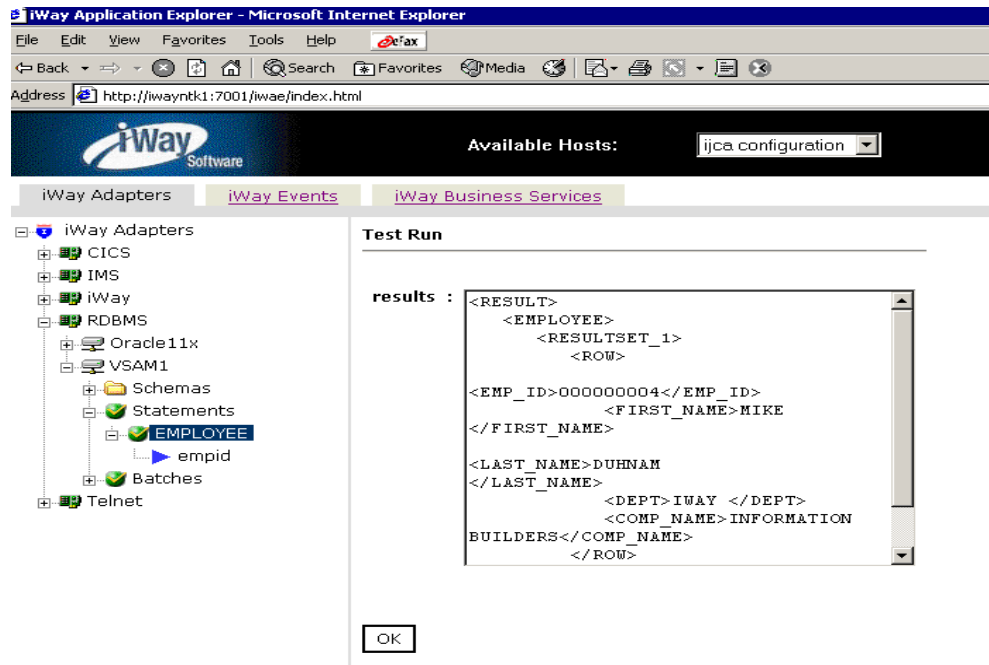 iWay Application Explorer - Microsoft Internet Explorer
File Edit View Favorites Tools Help eFax
Back Search Favorites Media
Address http://iwayntk1:7001/iwae/index.html
iWay Software
Available Hosts: ijca configuration
iWay Adapters iWay Events iWay Business Services
iWay Adapters
CICS
IMS
iWay
RDBMS
Oracle11x
VSAM1
Schemas
Statements
EMPLOYEE
empid
Batches
Telnet
Test Run
results :
<RESULT>
<EMPLOYEE>
<RESULTSET_1>
<ROW>
<EMP_ID>000000004</EMP_ID>
<FIRST_NAME>MIKE
</FIRST_NAME>
<LAST_NAME>DUHNAM
</LAST_NAME>
<DEPT>IWAY </DEPT>
<COMP_NAME>INFORMATION
BUILDERS</COMP_NAME>
</ROW>
OK